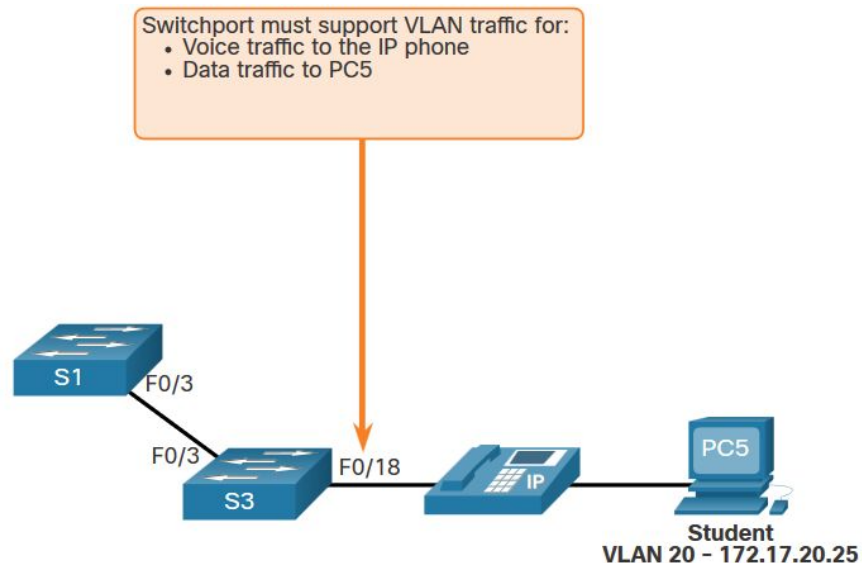 Switchport must support VLAN traffic for:
• Voice traffic to the IP phone
• Data traffic to PC5
S1
F0/3
F0/3
S3
F0/18
IP
PC5
Student
VLAN 20 - 172.17.20.25